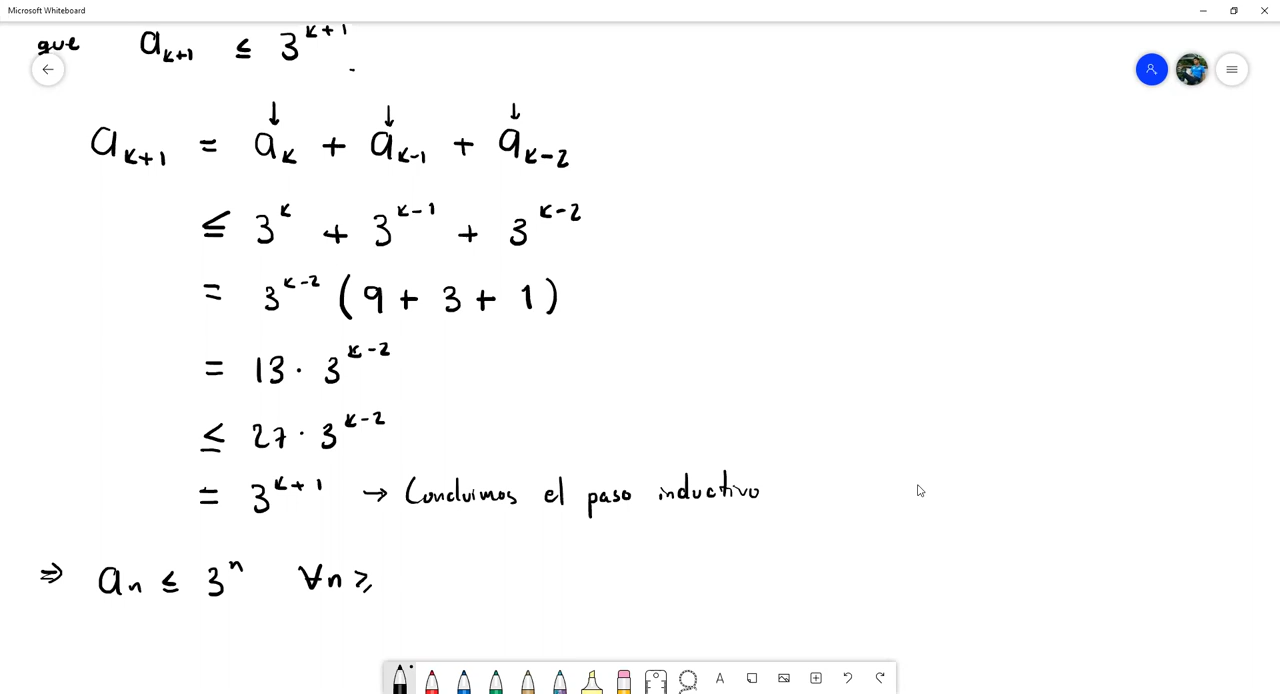 Microsoft Whiteboard
que a_{k+1} ≤ 3^{k+1}.
↓ ↓ ↓
a_{k+1} = a_k + a_{k-1} + a_{k-2}
≤ 3^k + 3^{k-1} + 3^{k-2}
= 3^{k-2} (9 + 3 + 1)
= 13 · 3^{k-2}
≤ 27 · 3^{k-2}
= 3^{k+1} → Concluimos el paso inductivo
⇒ a_n ≤ 3^n ∀n ≥
A